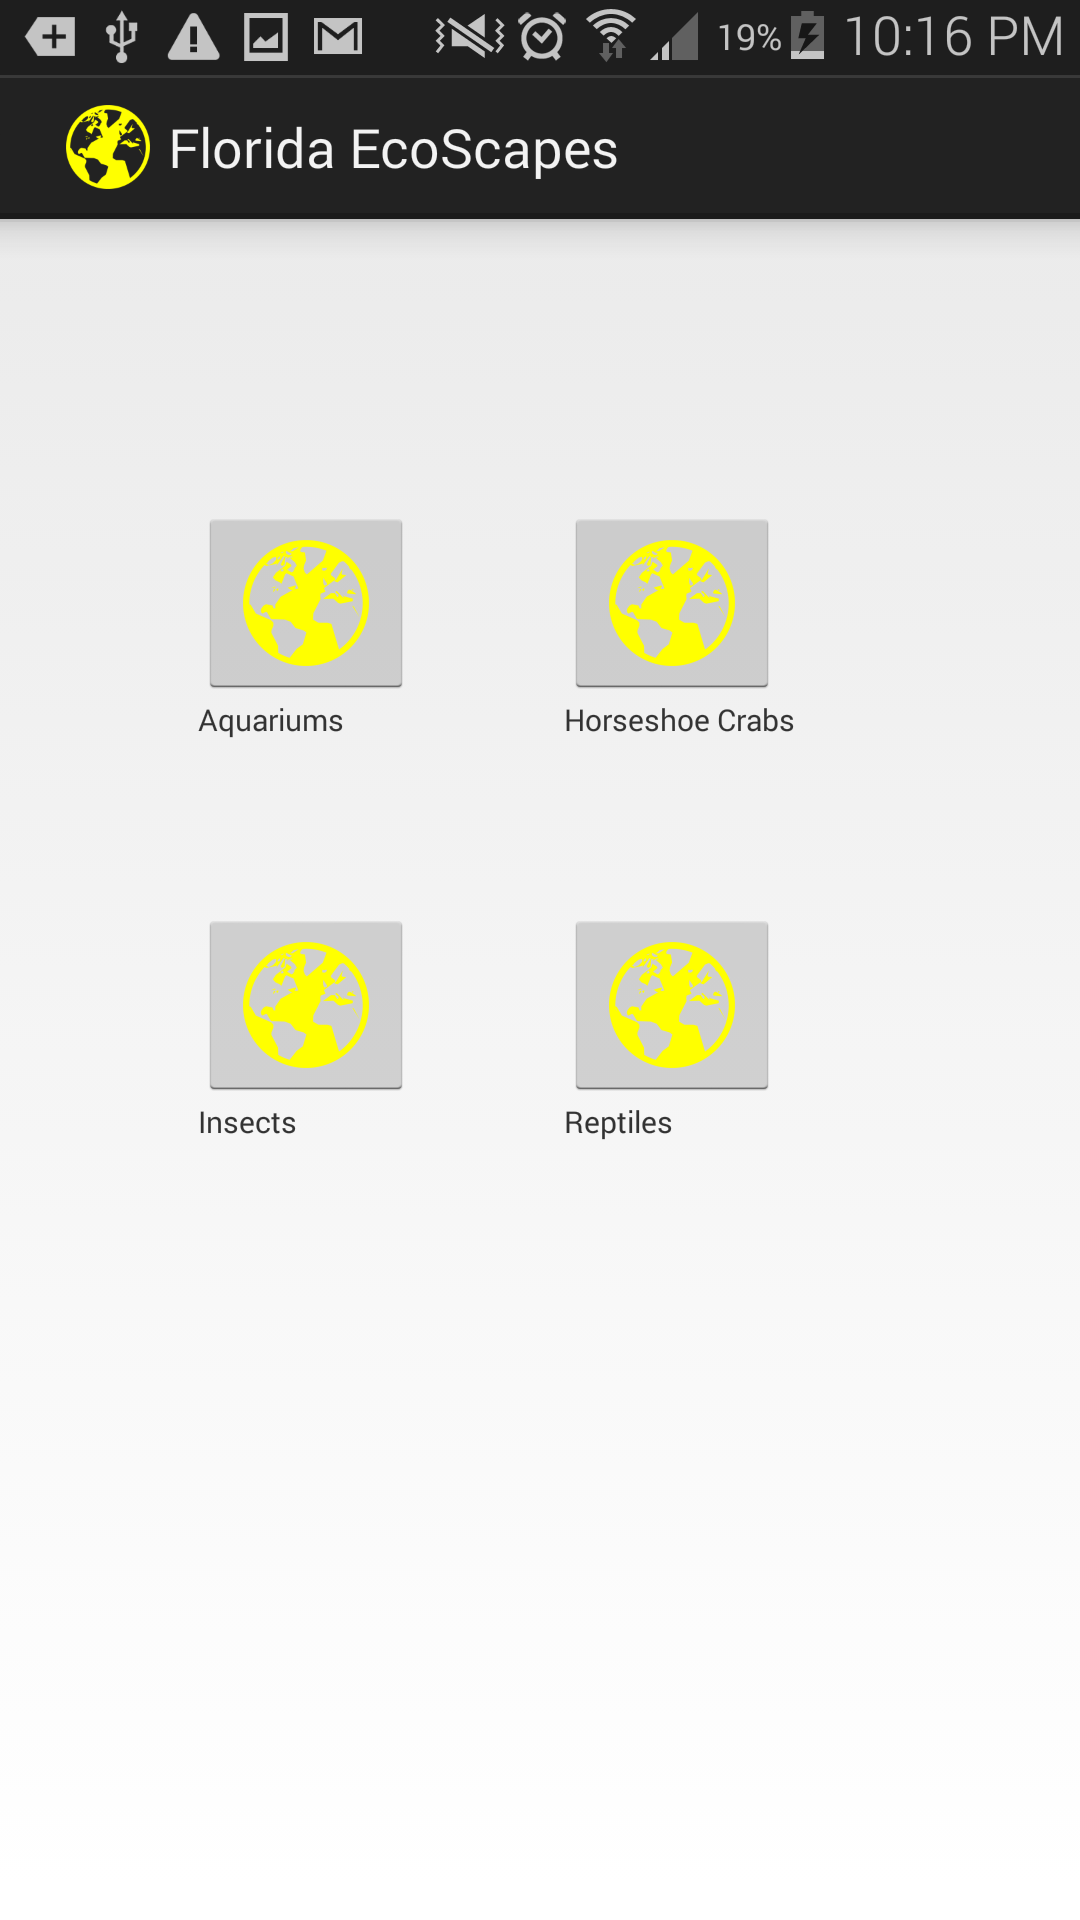 19% 10:16 PM
Florida EcoScapes
Aquariums
Horseshoe Crabs
Insects
Reptiles